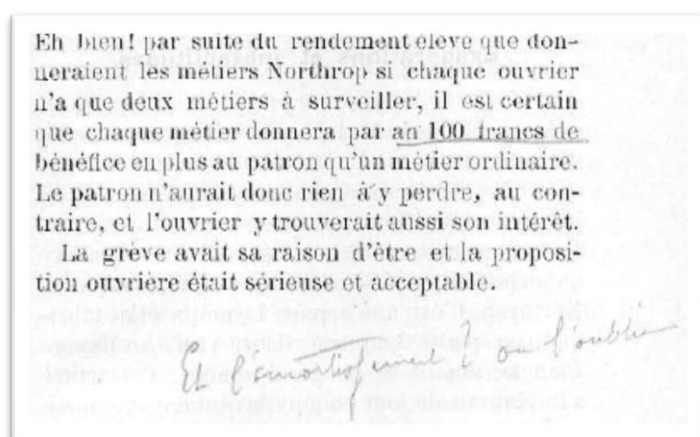 Eh bien! par suite du rendement élevé que don-
neraient les métiers Northrop si chaque ouvrier
n'a que deux métiers à surveiller, il est certain
que chaque métier donnera par an 100 francs de
bénéfice en plus au patron qu'un métier ordinaire.
Le patron n'aurait donc rien à y perdre, au con-
traire, et l'ouvrier y trouverait aussi son intérêt.
La grève avait sa raison d'être et la proposi-
tion ouvrière était sérieuse et acceptable.
Et l'amortissement ? on l'oublie